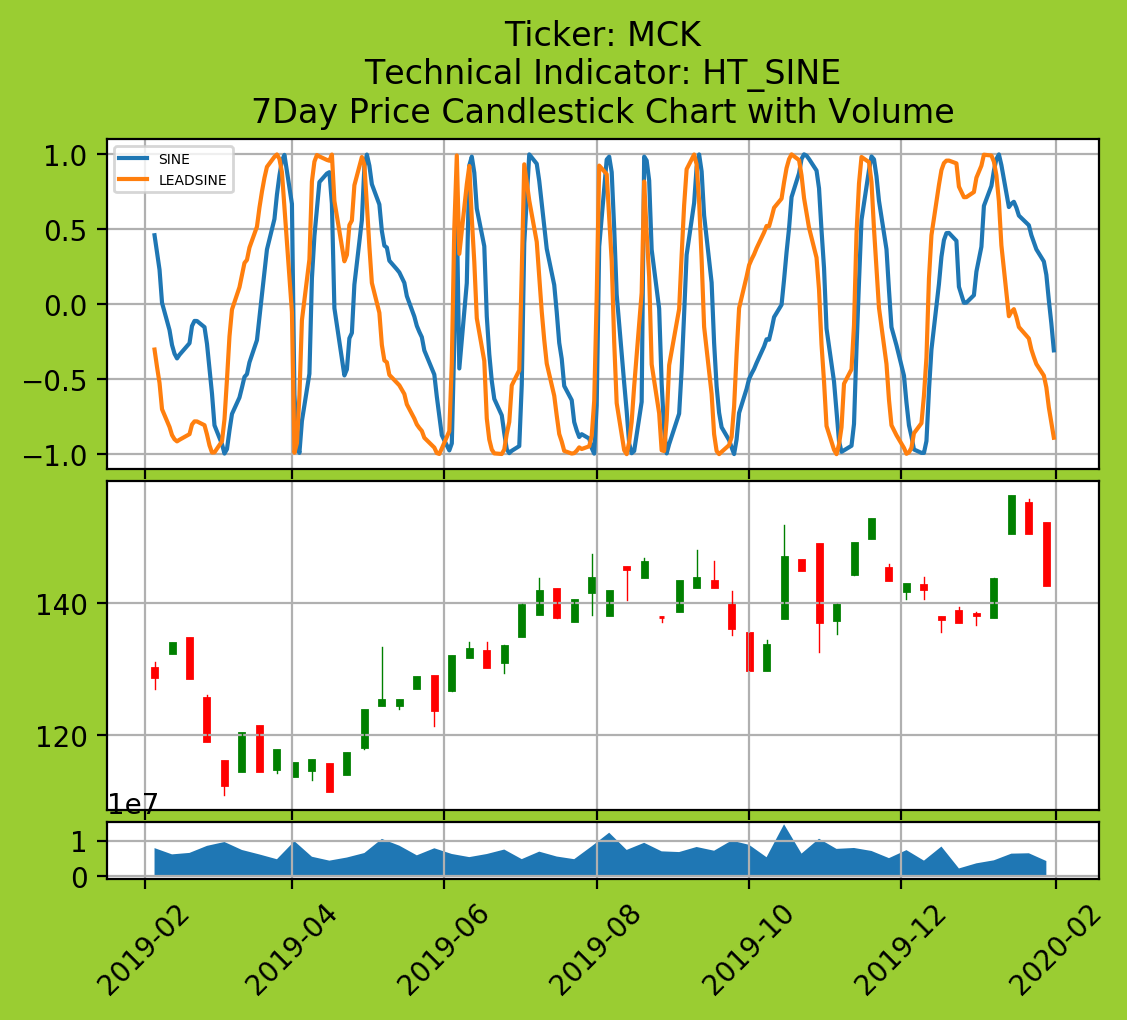 Ticker: MCK
Technical Indicator: HT_SINE
7Day Price Candlestick Chart with Volume
1.0
0.5
0.0
−0.5
−1.0
SINE
LEADSINE
140
120
1e7
1
0
2019-02
2019-04
2019-06
2019-08
2019-10
2019-12
2020-02